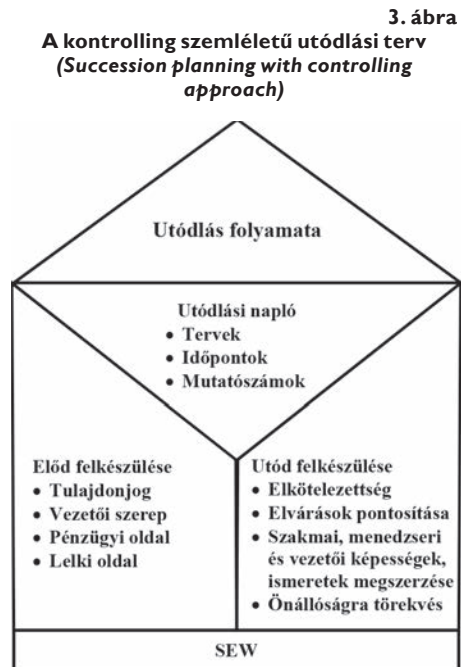 3. ábra
A kontrolling szemléletű utódlási terv
(Succession planning with controlling
approach)
Utódlás folyamata
Utódlási napló
• Tervek
• Időpontok
• Mutatószámok
Előd felkészülése
• Tulajdonjog
• Vezetői szerep
• Pénzügyi oldal
• Lelki oldal
Utód felkészülése
• Elkötelezettség
• Elvárások pontosítása
• Szakmai, menedzseri
és vezetői képességek,
ismeretek megszerzése
• Önállóságra törekvés
SEW